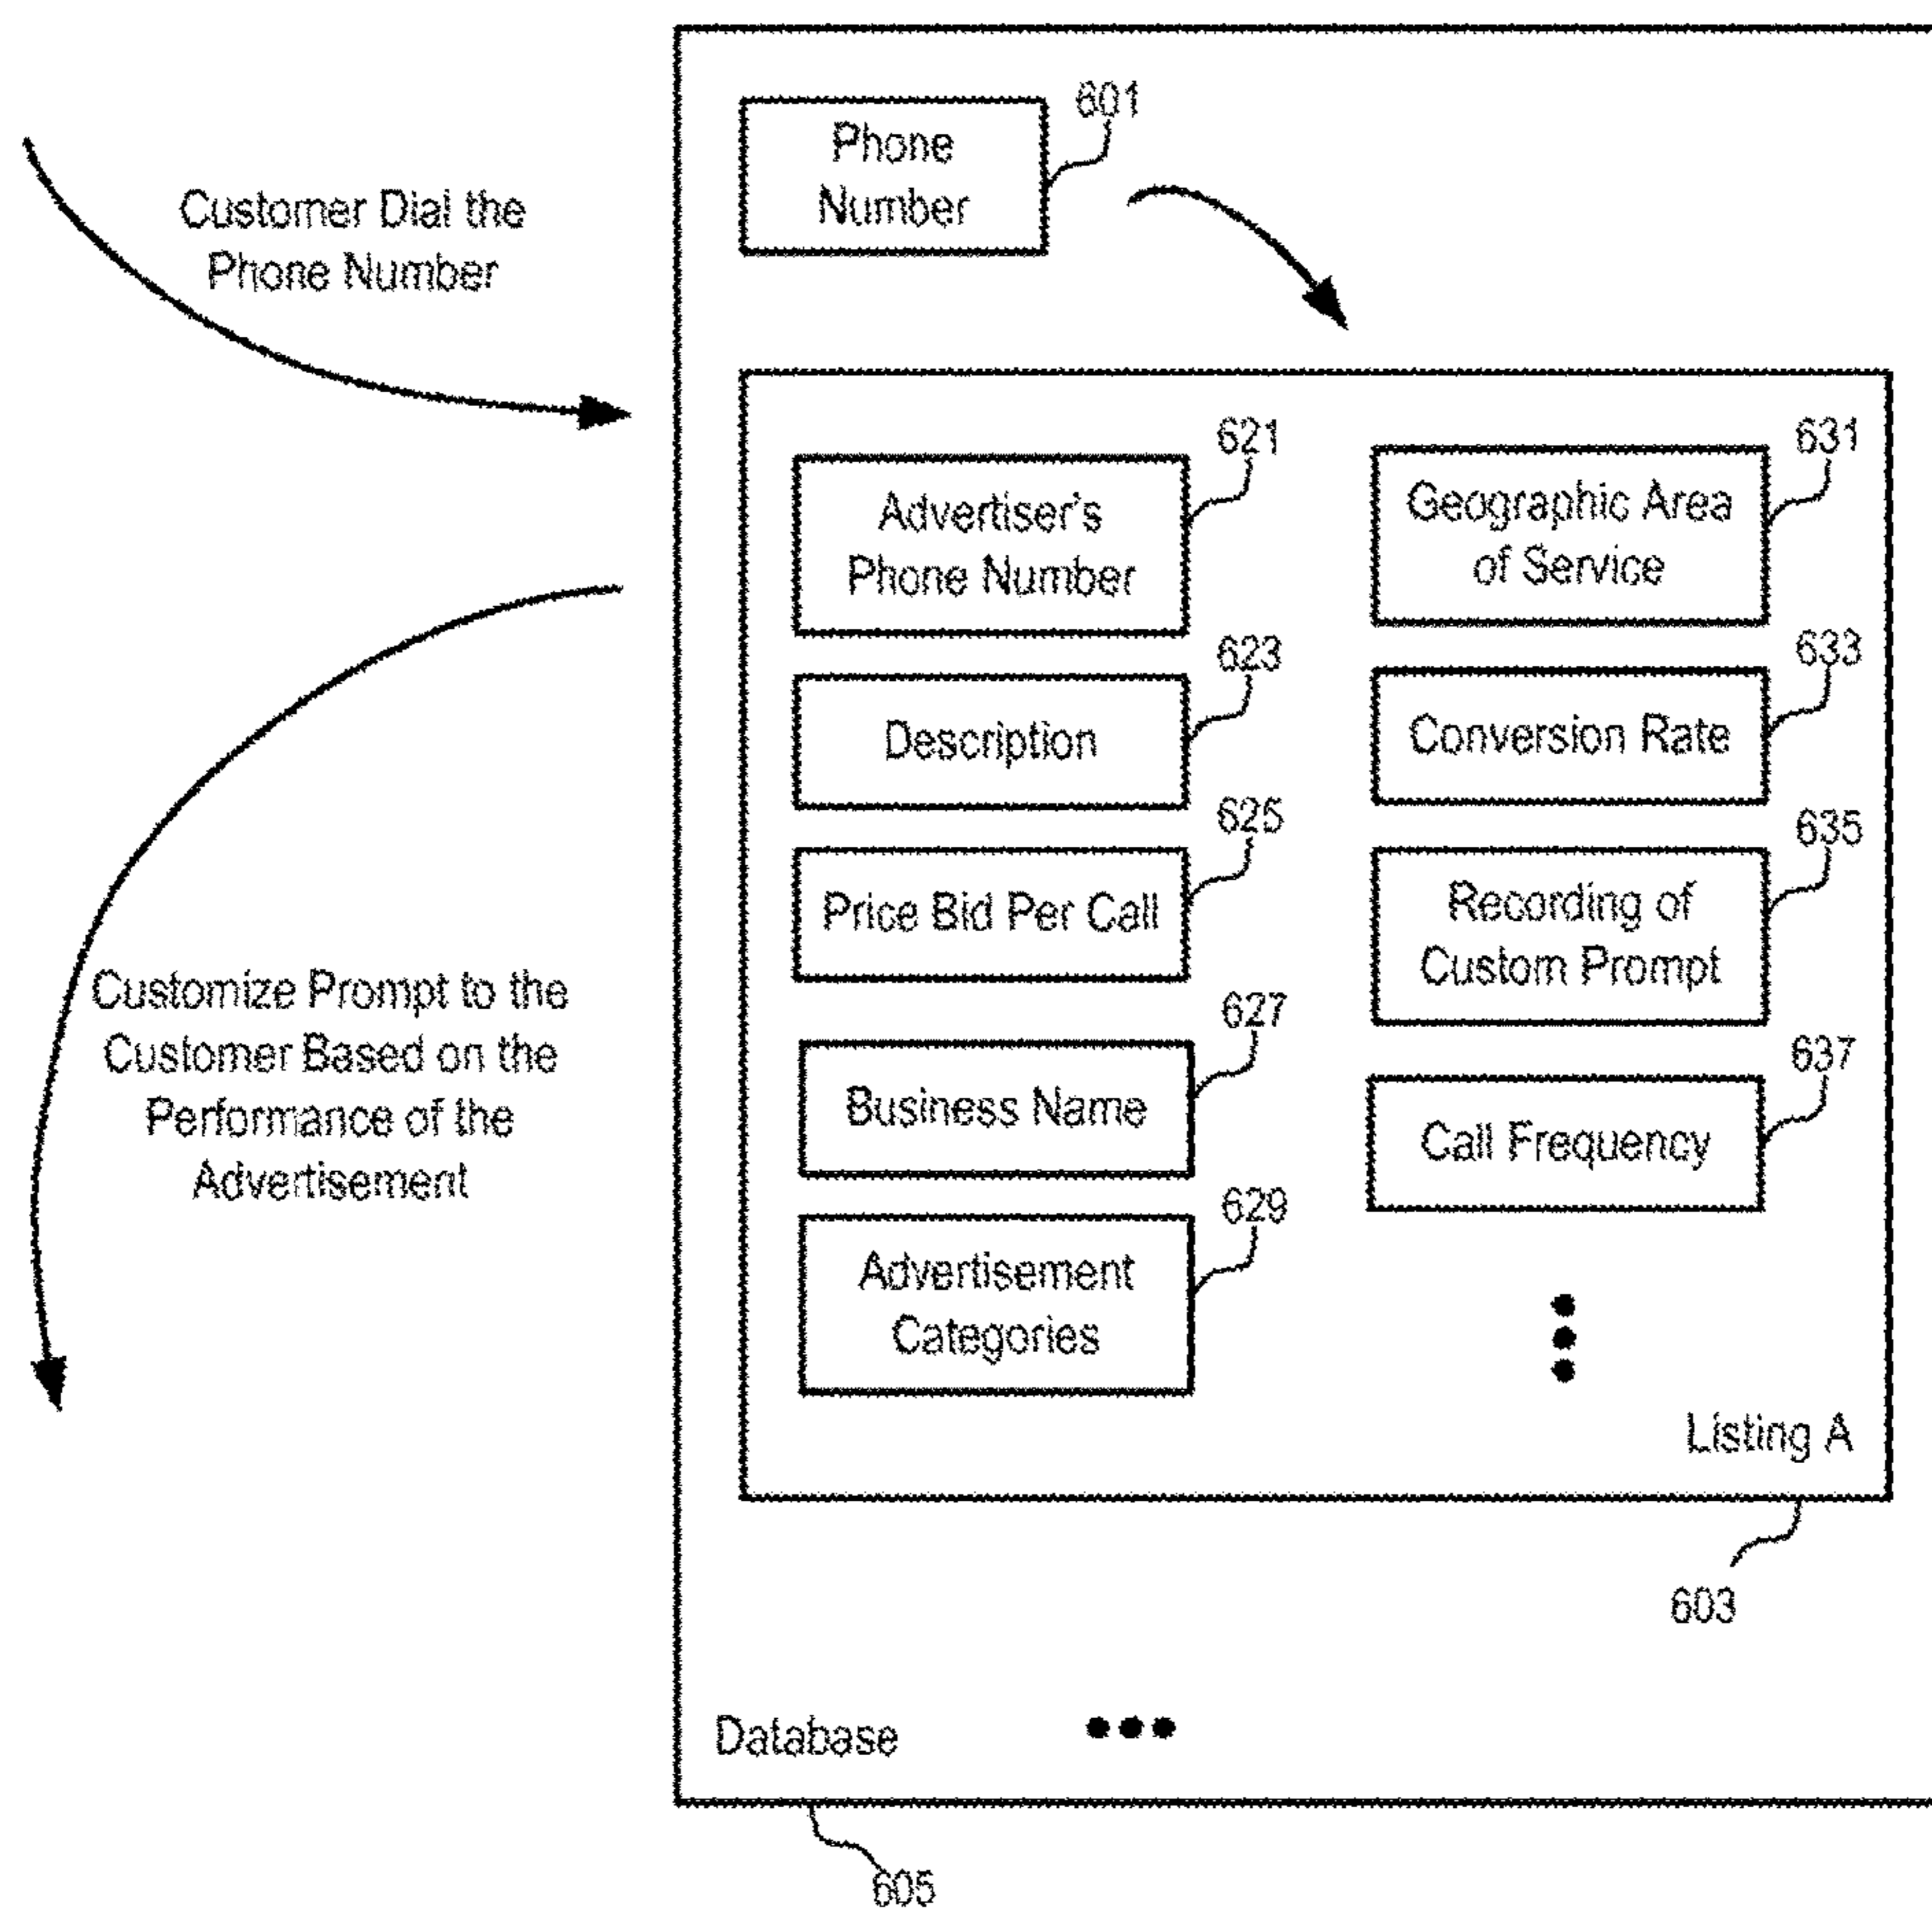 601
Phone
Number
Customer Dial the
Phone Number
621
Advertiser's
Phone Number
623
Description
625
Price Bid Per Call
627
Business Name
629
Advertisement
Categories
631
Geographic Area
of Service
633
Conversion Rate
635
Recording of
Custom Prompt
637
Call Frequency
Customize Prompt to the
Customer Based on the
Performance of the
Advertisement
Listing A
603
Database
605